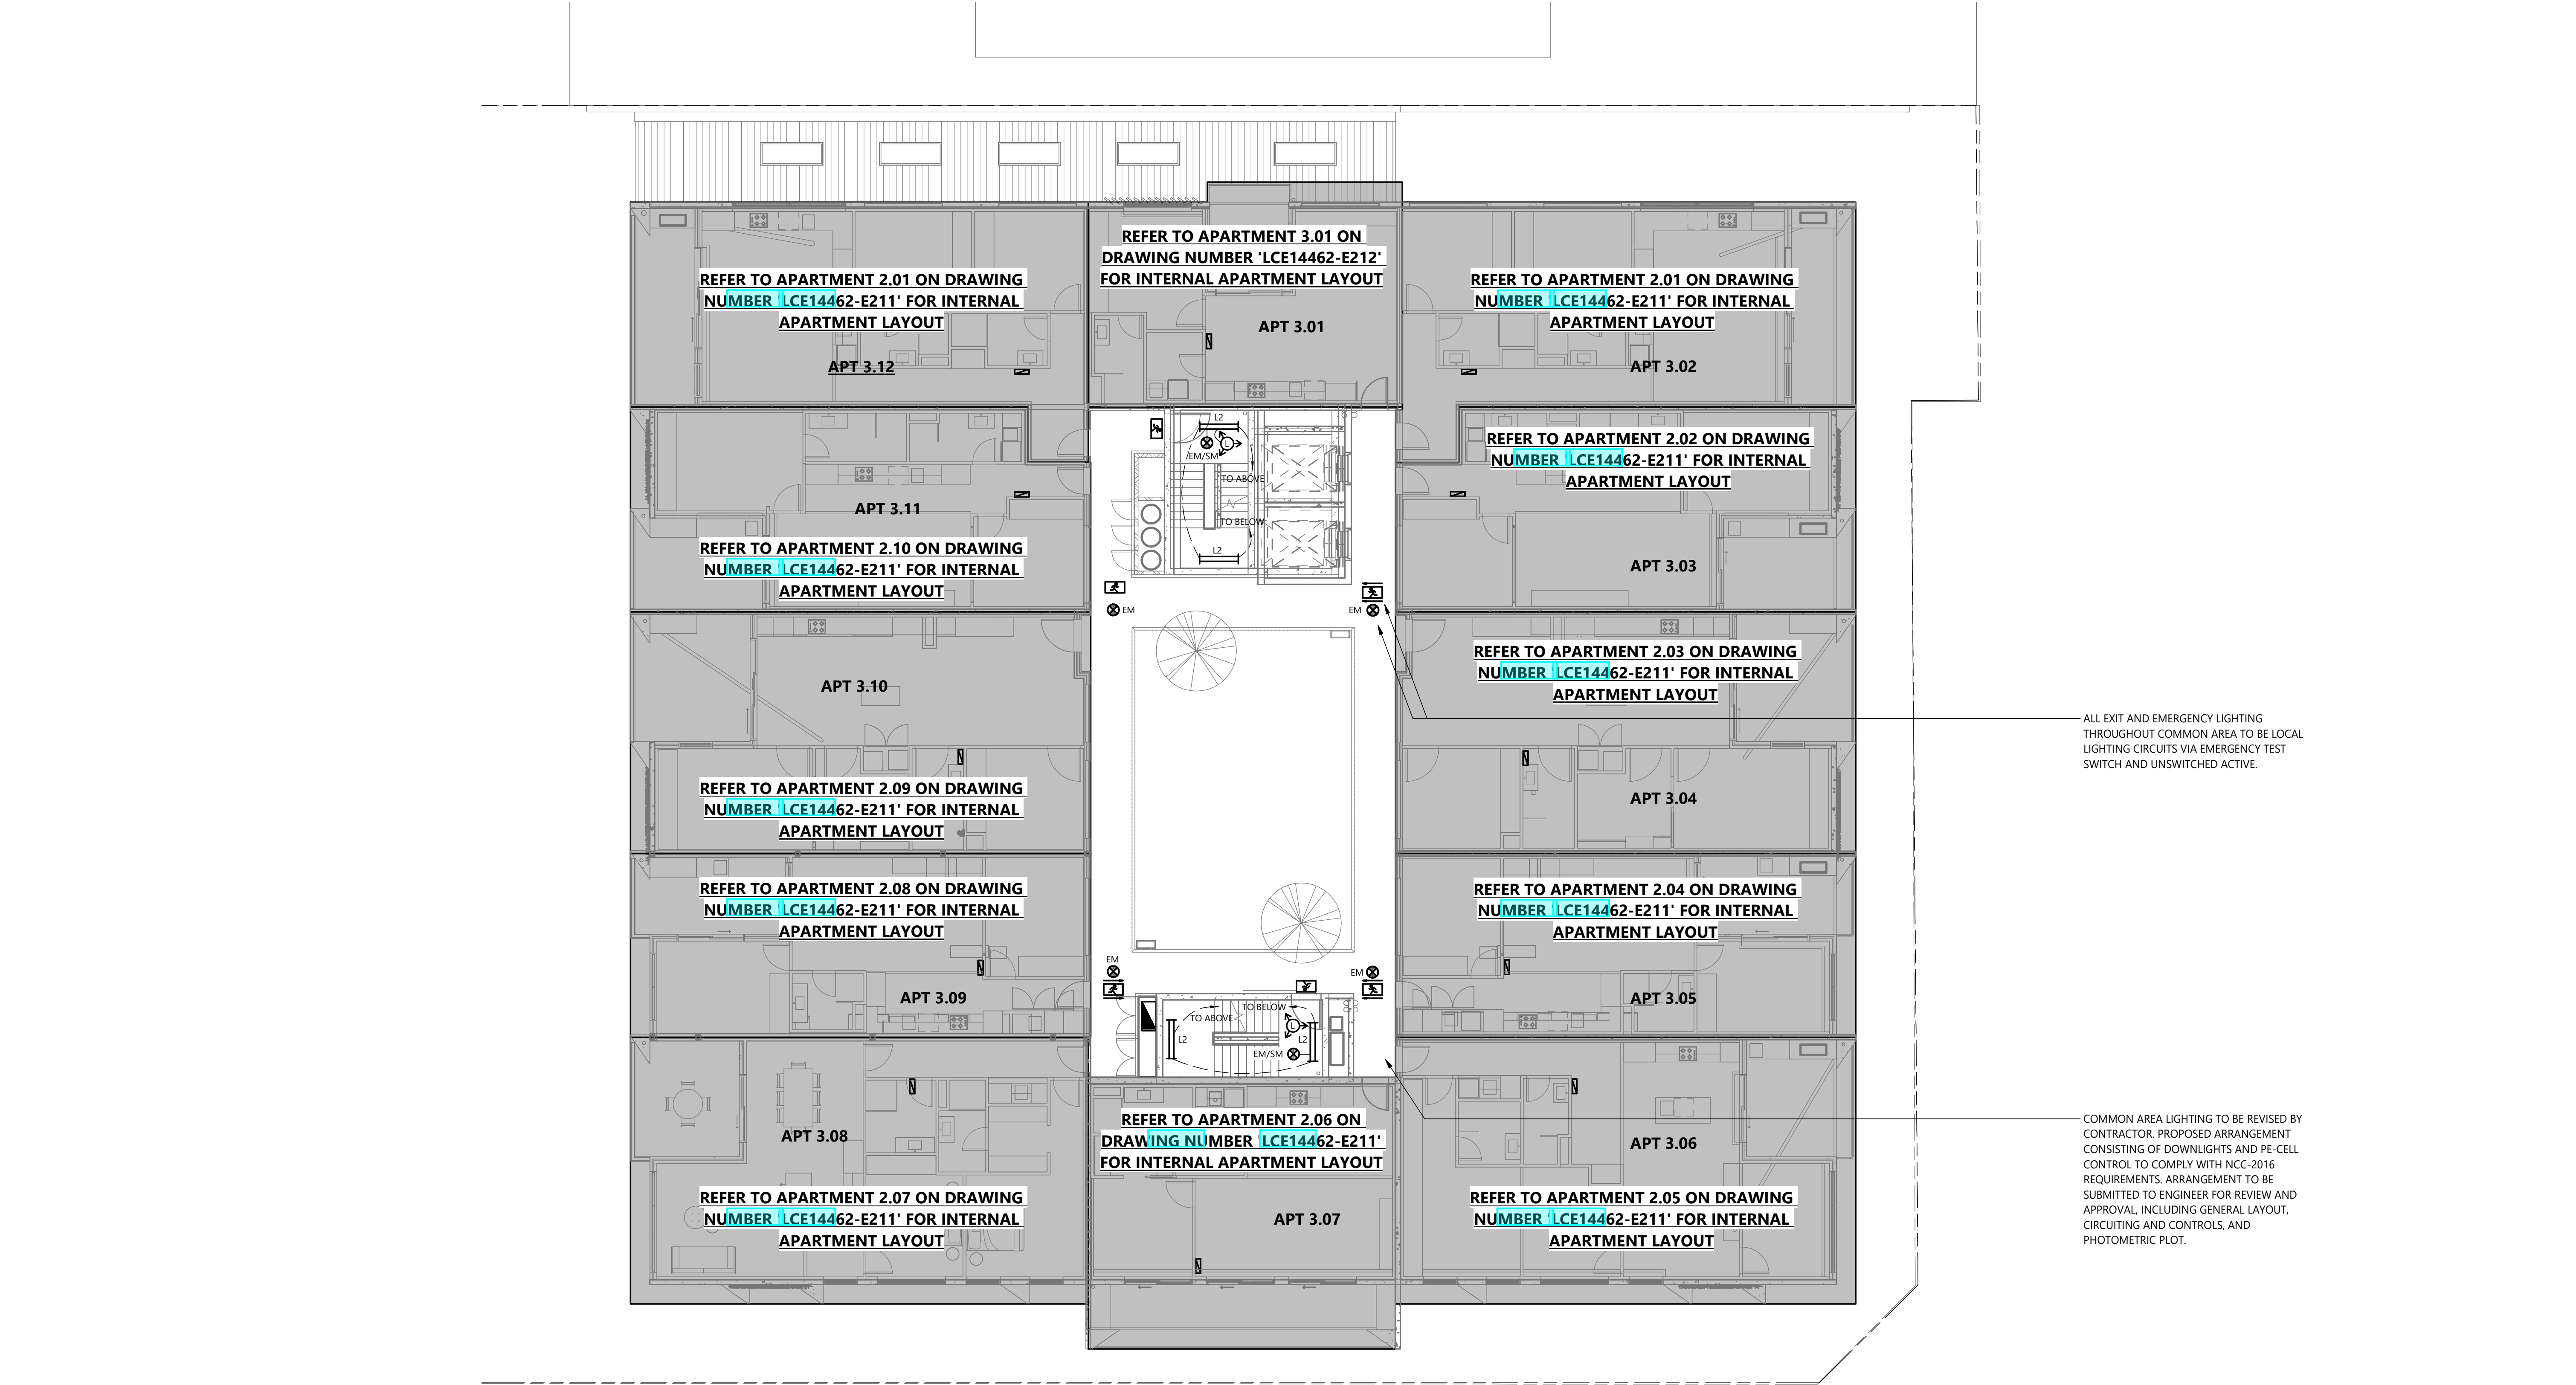 REFER TO APARTMENT 3.01 ON
DRAWING NUMBER 'LCE14462-E212'
FOR INTERNAL APARTMENT LAYOUT
APT 3.01
REFER TO APARTMENT 2.01 ON DRAWING
NUMBER 'LCE14462-E211' FOR INTERNAL
APARTMENT LAYOUT
APT 3.12
REFER TO APARTMENT 2.01 ON DRAWING
NUMBER 'LCE14462-E211' FOR INTERNAL
APARTMENT LAYOUT
APT 3.02
L2
L
EM/SM
TO ABOVE
TO BELOW
L2
REFER TO APARTMENT 2.02 ON DRAWING
NUMBER 'LCE14462-E211' FOR INTERNAL
APARTMENT LAYOUT
APT 3.03
APT 3.11
REFER TO APARTMENT 2.10 ON DRAWING
NUMBER 'LCE14462-E211' FOR INTERNAL
APARTMENT LAYOUT
EM
EM
REFER TO APARTMENT 2.03 ON DRAWING
NUMBER 'LCE14462-E211' FOR INTERNAL
APARTMENT LAYOUT
APT 3.04
APT 3.10
REFER TO APARTMENT 2.09 ON DRAWING
NUMBER 'LCE14462-E211' FOR INTERNAL
APARTMENT LAYOUT
ALL EXIT AND EMERGENCY LIGHTING
THROUGHOUT COMMON AREA TO BE LOCAL
LIGHTING CIRCUITS VIA EMERGENCY TEST
SWITCH AND UNSWITCHED ACTIVE.
REFER TO APARTMENT 2.08 ON DRAWING
NUMBER 'LCE14462-E211' FOR INTERNAL
APARTMENT LAYOUT
APT 3.09
REFER TO APARTMENT 2.04 ON DRAWING
NUMBER 'LCE14462-E211' FOR INTERNAL
APARTMENT LAYOUT
APT 3.05
EM
EM
TO BELOW
TO ABOVE
L
L2
L2
EM/SM
APT 3.08
REFER TO APARTMENT 2.07 ON DRAWING
NUMBER 'LCE14462-E211' FOR INTERNAL
APARTMENT LAYOUT
REFER TO APARTMENT 2.06 ON
DRAWING NUMBER 'LCE14462-E211'
FOR INTERNAL APARTMENT LAYOUT
APT 3.07
APT 3.06
REFER TO APARTMENT 2.05 ON DRAWING
NUMBER 'LCE14462-E211' FOR INTERNAL
APARTMENT LAYOUT
COMMON AREA LIGHTING TO BE REVISED BY
CONTRACTOR. PROPOSED ARRANGEMENT
CONSISTING OF DOWNLIGHTS AND PE-CELL
CONTROL TO COMPLY WITH NCC-2016
REQUIREMENTS. ARRANGEMENT TO BE
SUBMITTED TO ENGINEER FOR REVIEW AND
APPROVAL, INCLUDING GENERAL LAYOUT,
CIRCUITING AND CONTROLS, AND
PHOTOMETRIC PLOT.